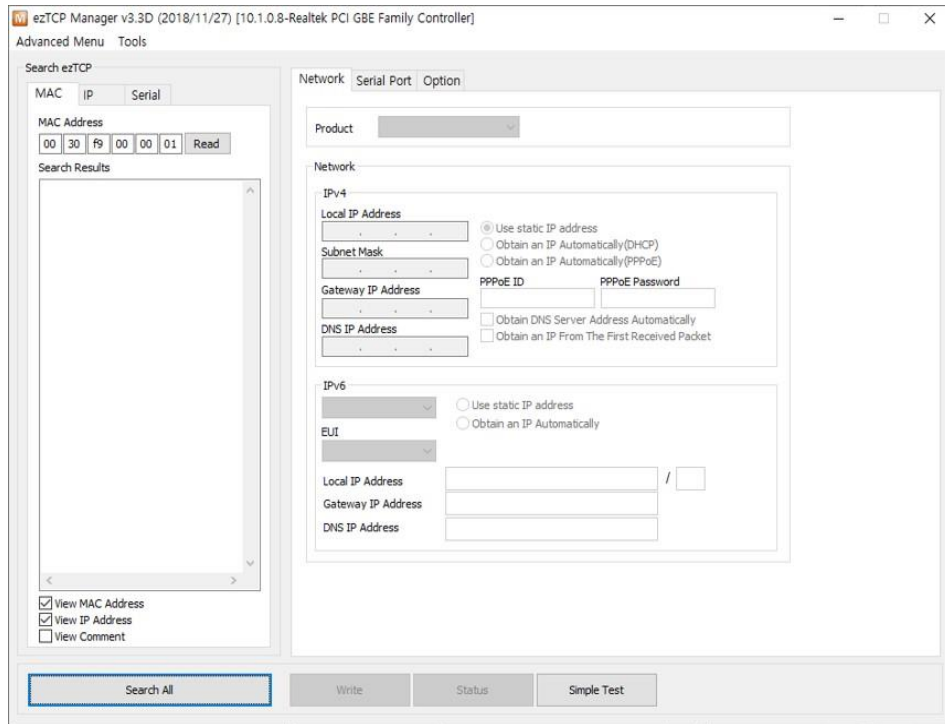 ezTCP Manager v3.3D (2018/11/27) [10.1.0.8-Realtek PCI GBE Family Controller]
Advanced Menu Tools
Search ezTCP
MAC IP Serial
MAC Address
00 30 f9 00 00 01 Read
Search Results
View MAC Address
View IP Address
View Comment
Network Serial Port Option
Product
Network
IPv4
Local IP Address
Subnet Mask
Gateway IP Address
DNS IP Address
Use static IP address
Obtain an IP Automatically(DHCP)
Obtain an IP Automatically(PPPoE)
PPPoE ID PPPoE Password
Obtain DNS Server Address Automatically
Obtain an IP From The First Received Packet
IPv6
Use static IP address
Obtain an IP Automatically
EUI
Local IP Address /
Gateway IP Address
DNS IP Address
Search All Write Status Simple Test